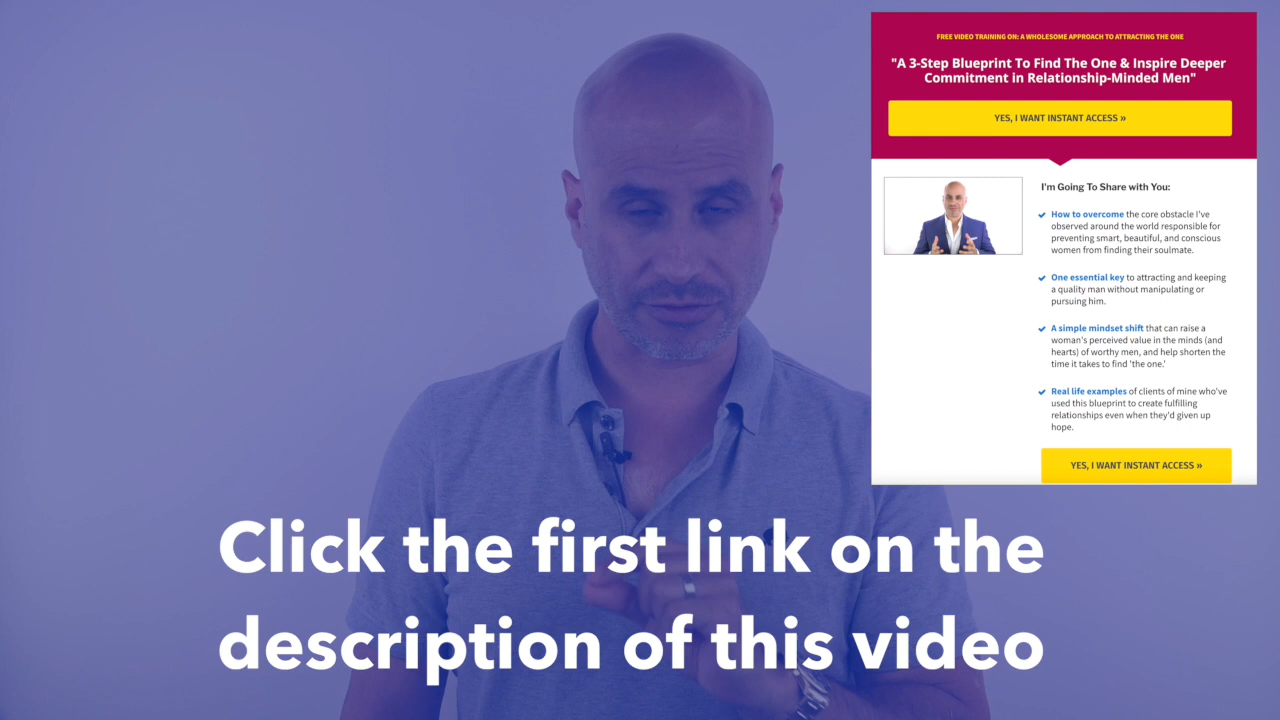 FREE VIDEO TRAINING ON: A WHOLESOME APPROACH TO ATTRACTING THE ONE
"A 3-Step Blueprint To Find The One & Inspire Deeper
Commitment in Relationship-Minded Men"
YES, I WANT INSTANT ACCESS »
I'm Going To Share with You:
How to overcome the core obstacle I've
observed around the world responsible for
preventing smart, beautiful, and conscious
women from finding their soulmate.
One essential key to attracting and keeping
a quality man without manipulating or
pursuing him.
A simple mindset shift that can raise a
woman's perceived value in the minds (and
hearts) of worthy men, and help shorten the
time it takes to find 'the one.'
Real life examples of clients of mine who've
used this blueprint to create fulfilling
relationships even when they'd given up
hope.
YES, I WANT INSTANT ACCESS »
Click the first link on the
description of this video